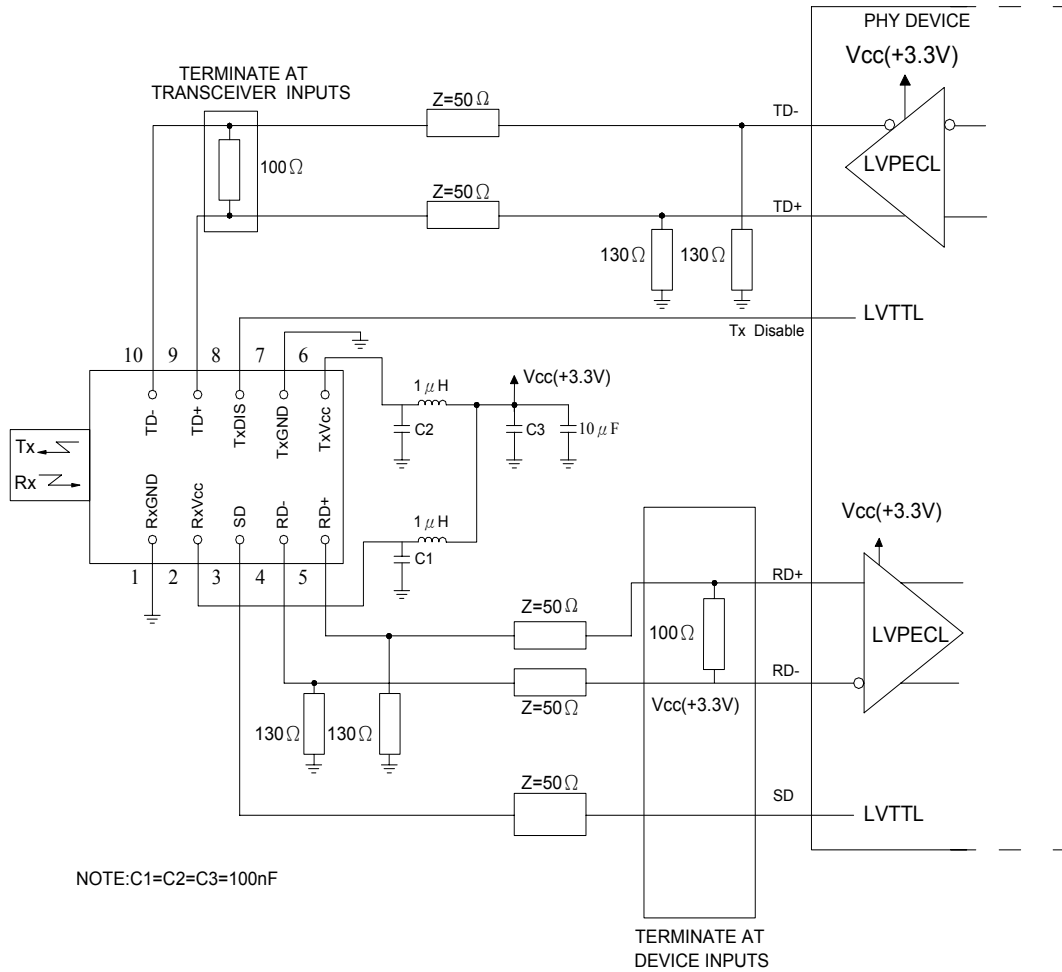 PHY DEVICE
Vcc(+3.3V)
TERMINATE AT
TRANSCEIVER INPUTS
Z=50Ω
TD-
LVPECL
100Ω
Z=50Ω
TD+
130Ω
130Ω
LVTTL
Tx Disable
10
9
8
7
6
TD-
TD+
TxDIS
TxGND
TxVcc
1μH
Vcc(+3.3V)
C2
C3
10μF
Tx
Rx
RxGND
RxVcc
SD
RD-
RD+
1μH
C1
1
2
3
4
5
Vcc(+3.3V)
RD+
Z=50Ω
100Ω
LVPECL
RD-
Z=50Ω
Vcc(+3.3V)
130Ω
130Ω
Z=50Ω
SD
LVTTL
NOTE:C1=C2=C3=100nF
TERMINATE AT
DEVICE INPUTS